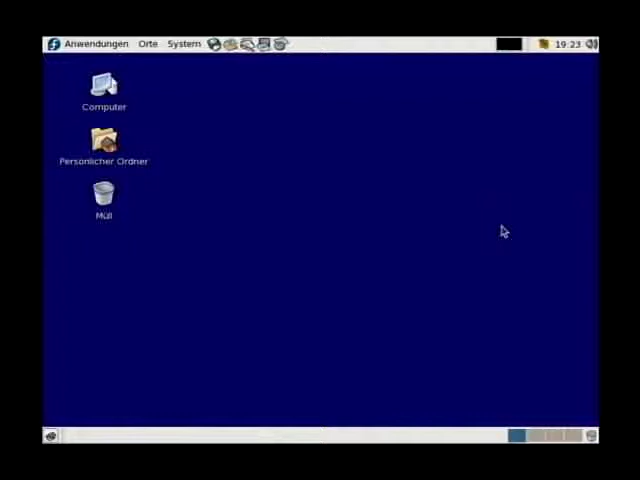 Anwendungen Orte System 19:23
Computer
Persönlicher Ordner
Müll